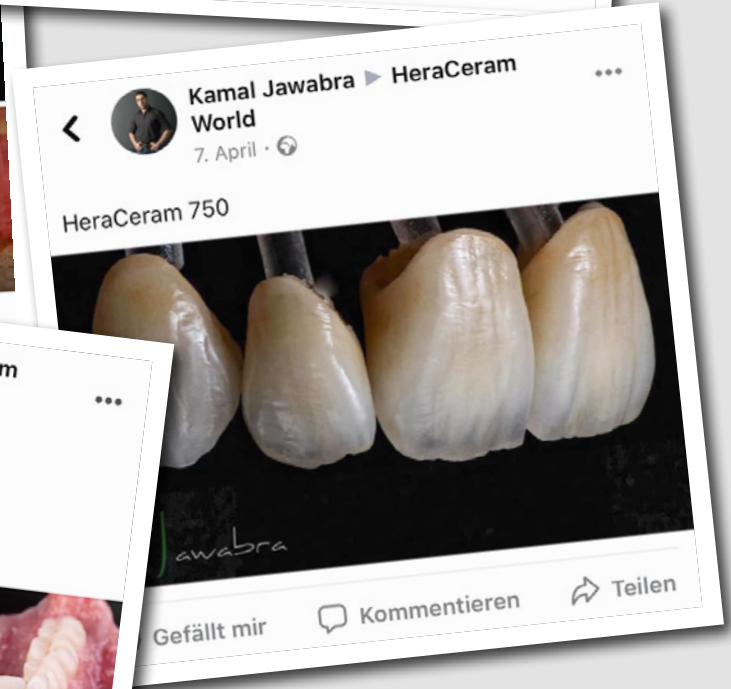 Kamal Jawabra ▶ HeraCeram
World
7. April ·
HeraCeram 750
m
Jawabra
Gefällt mir
Kommentieren
Teilen